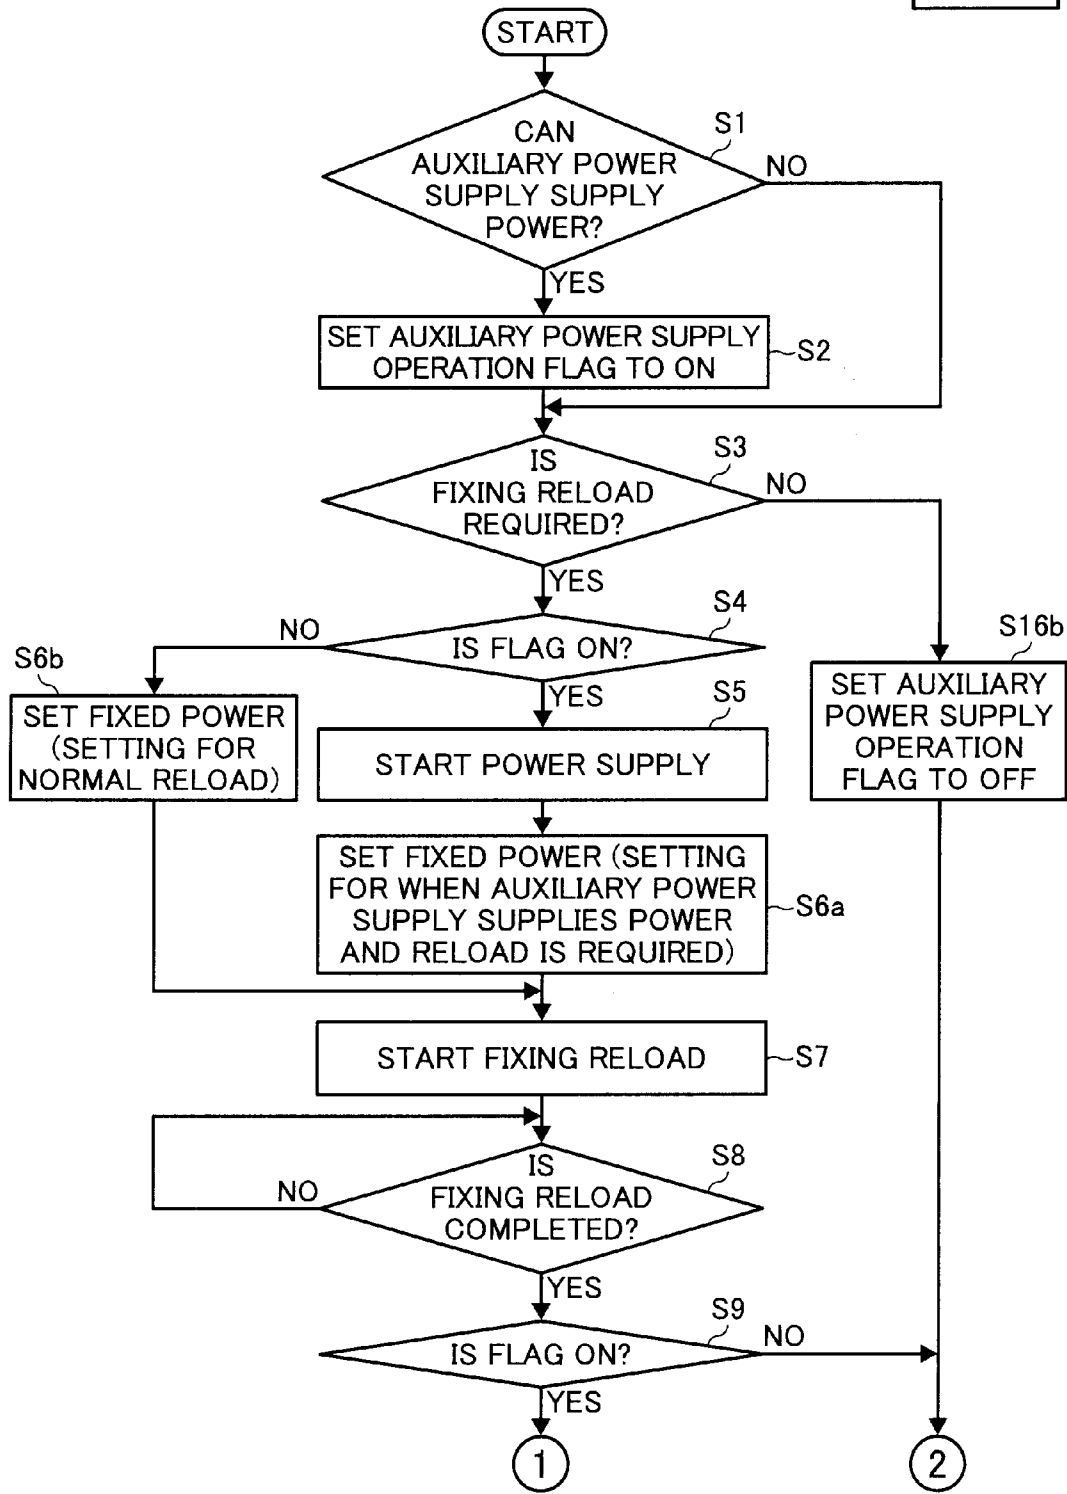 START
CAN
AUXILIARY POWER
SUPPLY SUPPLY
POWER?
S1
NO
YES
SET AUXILIARY POWER SUPPLY
OPERATION FLAG TO ON
S2
IS
FIXING RELOAD
REQUIRED?
S3
NO
YES
IS FLAG ON?
S4
NO
YES
S6b
SET FIXED POWER
(SETTING FOR
NORMAL RELOAD)
S5
START POWER SUPPLY
S16b
SET AUXILIARY
POWER SUPPLY
OPERATION
FLAG TO OFF
SET FIXED POWER (SETTING
FOR WHEN AUXILIARY POWER
SUPPLY SUPPLIES POWER
AND RELOAD IS REQUIRED)
S6a
START FIXING RELOAD
S7
IS
FIXING RELOAD
COMPLETED?
S8
NO
YES
IS FLAG ON?
S9
NO
YES
1
2